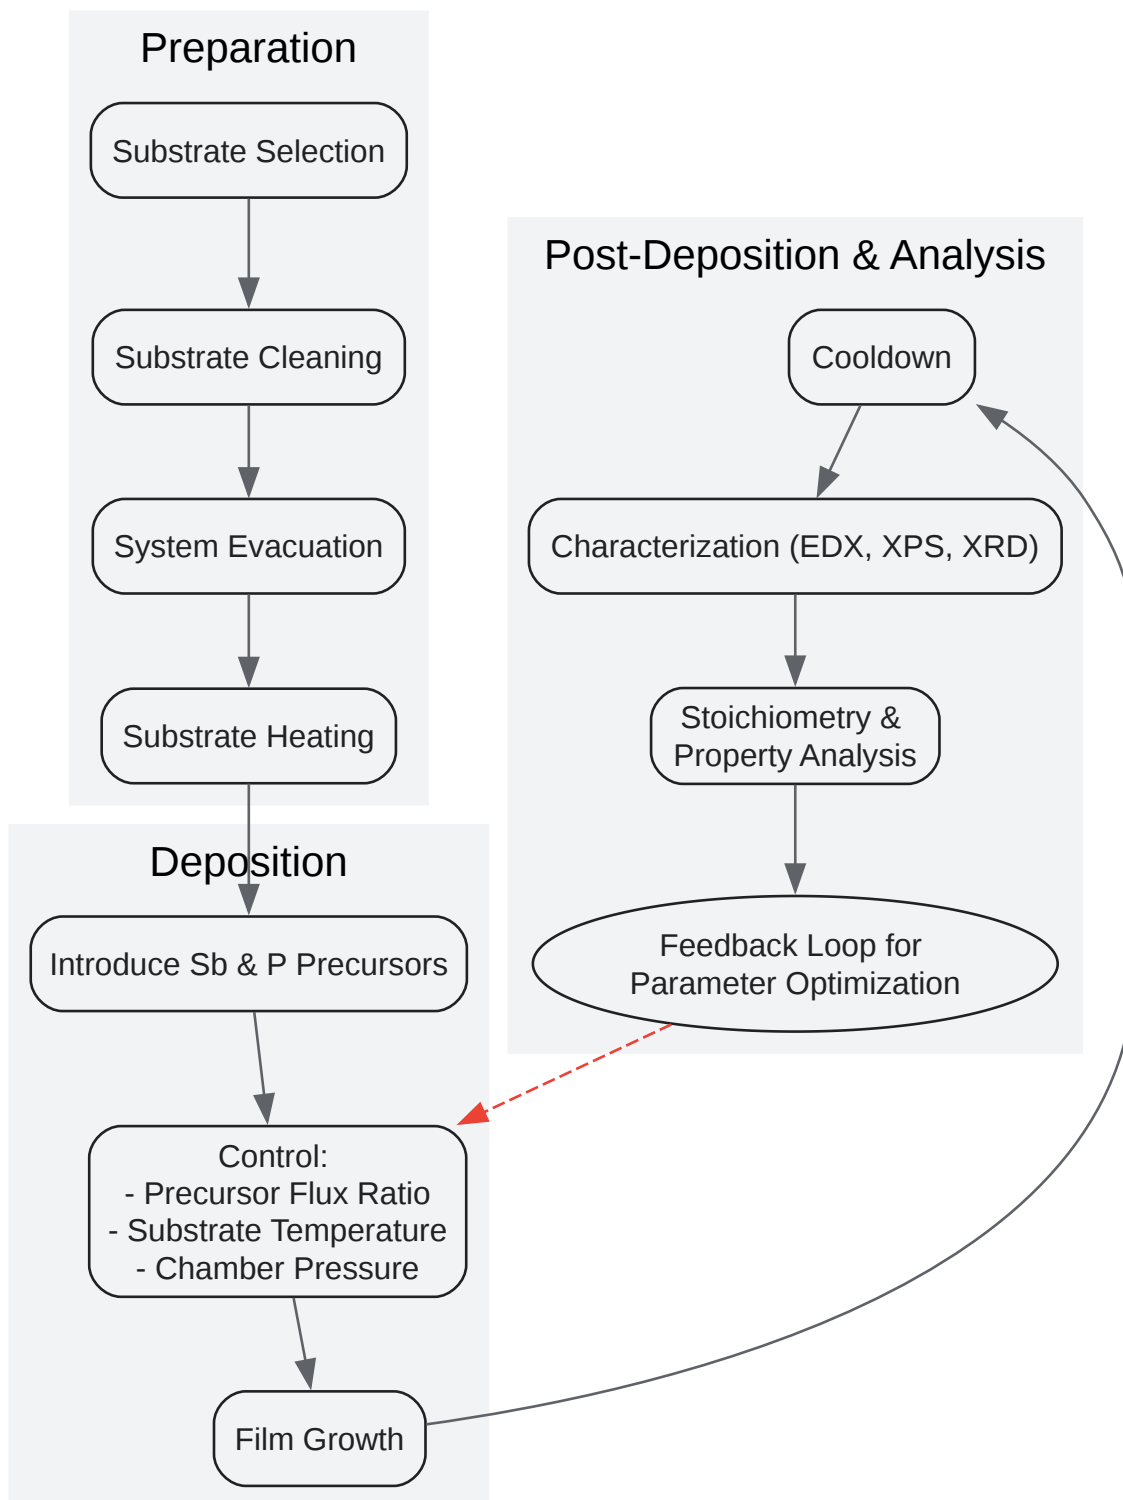 Preparation
Substrate Selection
Substrate Cleaning
System Evacuation
Substrate Heating
Deposition
Introduce Sb & P Precursors
Control:
- Precursor Flux Ratio
- Substrate Temperature
- Chamber Pressure
Film Growth
Post-Deposition & Analysis
Cooldown
Characterization (EDX, XPS, XRD)
Stoichiometry &
Property Analysis
Feedback Loop for
Parameter Optimization